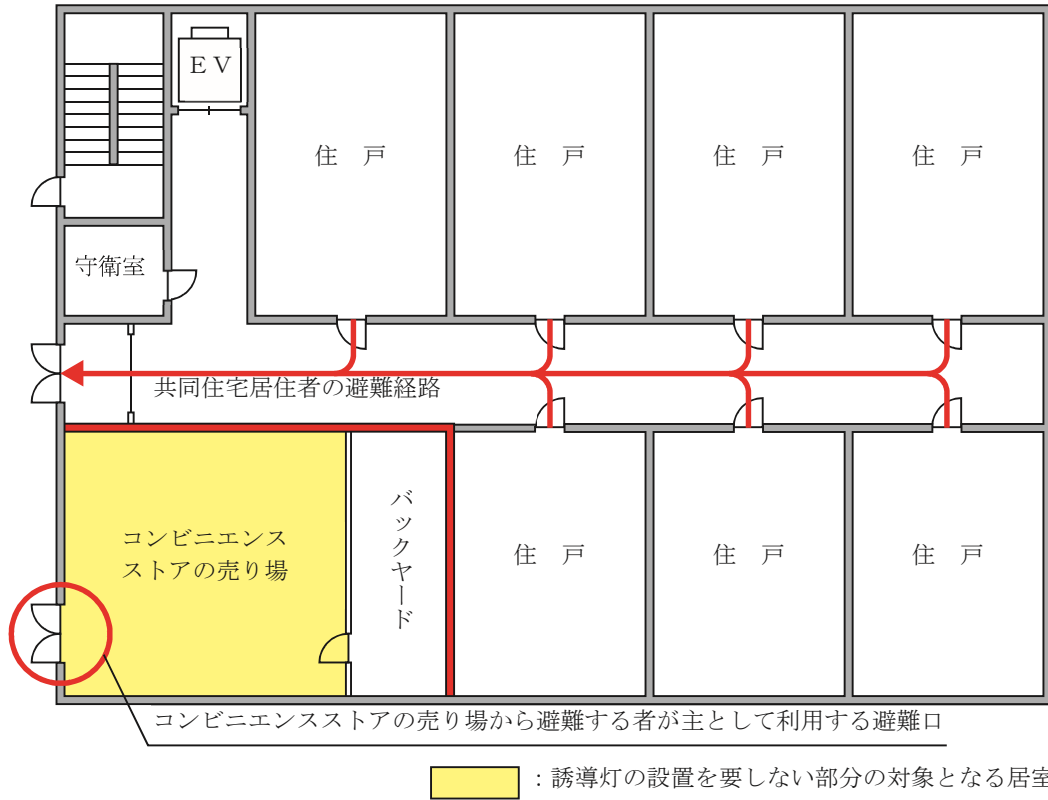 ＥＶ
住　戸
住　戸
住　戸
住　戸
守衛室
共同住宅居住者の避難経路
コンビニエンス
ストアの売り場
バックヤード
住　戸
住　戸
住　戸
コンビニエンスストアの売り場から避難する者が主として利用する避難口
：誘導灯の設置を要しない部分の対象となる居室